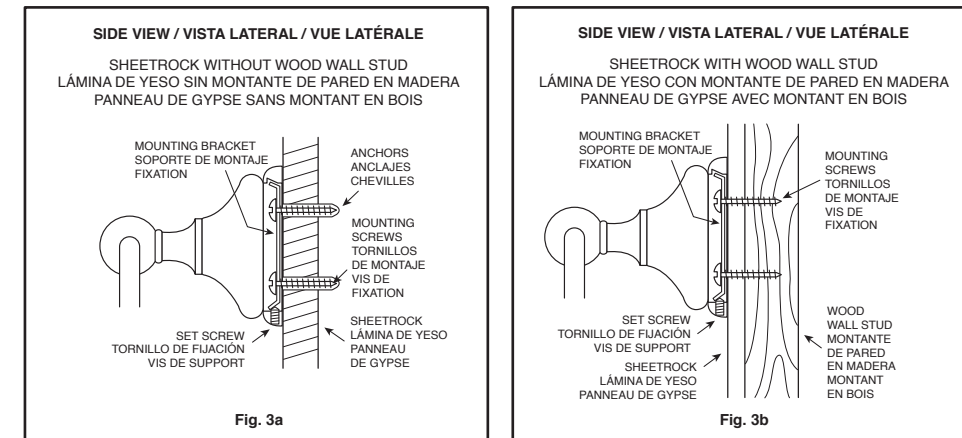 SIDE VIEW / VISTA LATERAL / VUE LATÉRALE
SHEETROCK WITHOUT WOOD WALL STUD
LÁMINA DE YESO SIN MONTANTE DE PARED EN MADERA
PANNEAU DE GYPSE SANS MONTANT EN BOIS
MOUNTING BRACKET
SOPORTE DE MONTAJE
FIXATION
ANCHORS
ANCLAJES
CHEVILLES
MOUNTING
SCREWS
TORNILLOS
DE MONTAJE
VIS DE
FIXATION
SET SCREW
TORNILLO DE FIJACIÓN
VIS DE SUPPORT
SHEETROCK
LÁMINA DE YESO
PANNEAU
DE GYPSE
Fig. 3a
SIDE VIEW / VISTA LATERAL / VUE LATÉRALE
SHEETROCK WITH WOOD WALL STUD
LÁMINA DE YESO CON MONTANTE DE PARED EN MADERA
PANNEAU DE GYPSE AVEC MONTANT EN BOIS
MOUNTING BRACKET
SOPORTE DE MONTAJE
FIXATION
MOUNTING
SCREWS
TORNILLOS
DE MONTAJE
VIS DE
FIXATION
SET SCREW
TORNILLO DE FIJACIÓN
VIS DE SUPPORT
SHEETROCK
LÁMINA DE YESO
PANNEAU DE GYPSE
WOOD
WALL STUD
MONTANTE
DE PARED
EN MADERA
MONTANT
EN BOIS
Fig. 3b